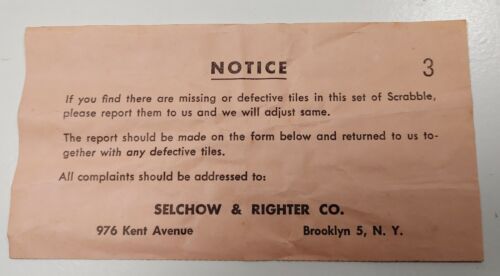 NOTICE
3
If you find there are missing or defective tiles in this set of Scrabble,
please report them to us and we will adjust same.
The report should be made on the form below and returned to us to-
gether with any defective tiles.
All complaints should be addressed to:
SELCHOW & RIGHTER CO.
976 Kent Avenue Brooklyn 5, N. Y.